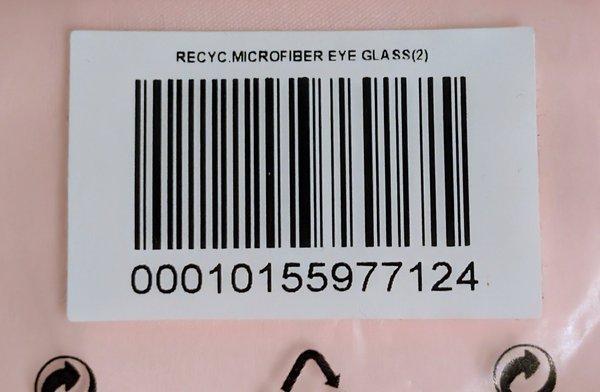 RECYC.MICROFIBER EYE GLASS(2)
00010155977124